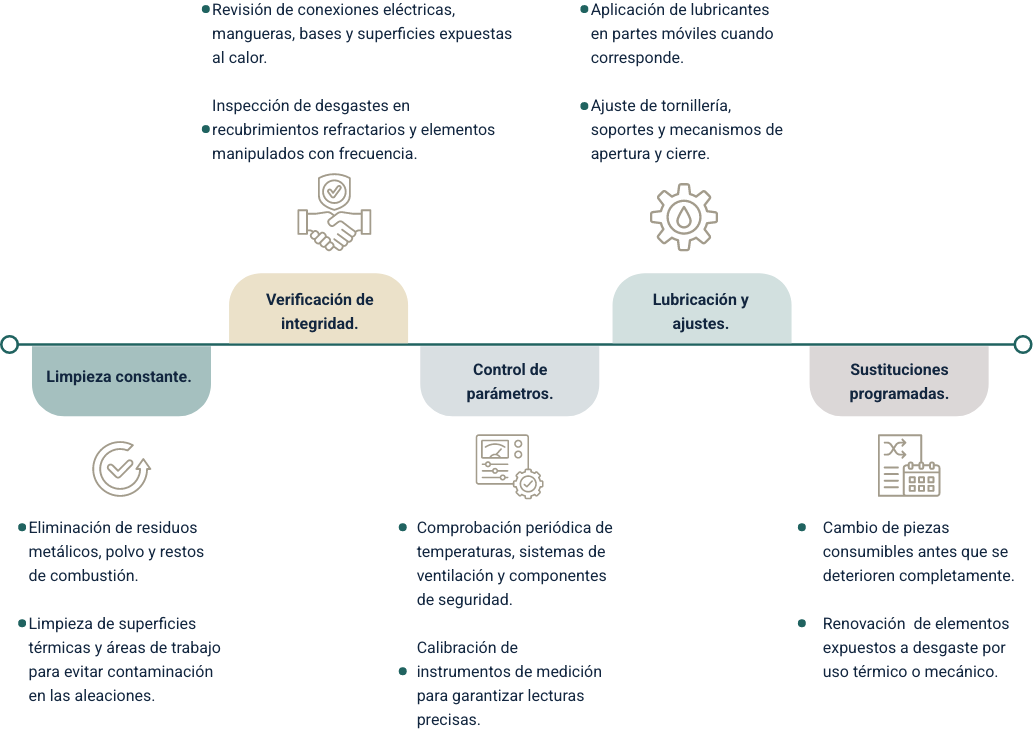 Revisión de conexiones eléctricas,
mangueras, bases y superficies expuestas
al calor.
Inspección de desgastes en
recubrimientos refractarios y elementos
manipulados con frecuencia.
Aplicación de lubricantes
en partes móviles cuando
corresponde.
Ajuste de tornillería,
soportes y mecanismos de
apertura y cierre.
Verificación de
integridad.
Lubricación y
ajustes.
Limpieza constante.
Control de
parámetros.
Sustituciones
programadas.
Eliminación de residuos
metálicos, polvo y restos
de combustión.
Limpieza de superficies
térmicas y áreas de trabajo
para evitar contaminación
en las aleaciones.
Comprobación periódica de
temperaturas, sistemas de
ventilación y componentes
de seguridad.
Calibración de
instrumentos de medición
para garantizar lecturas
precisas.
Cambio de piezas
consumibles antes que se
deterioren completamente.
Renovación  de elementos
expuestos a desgaste por
uso térmico o mecánico.